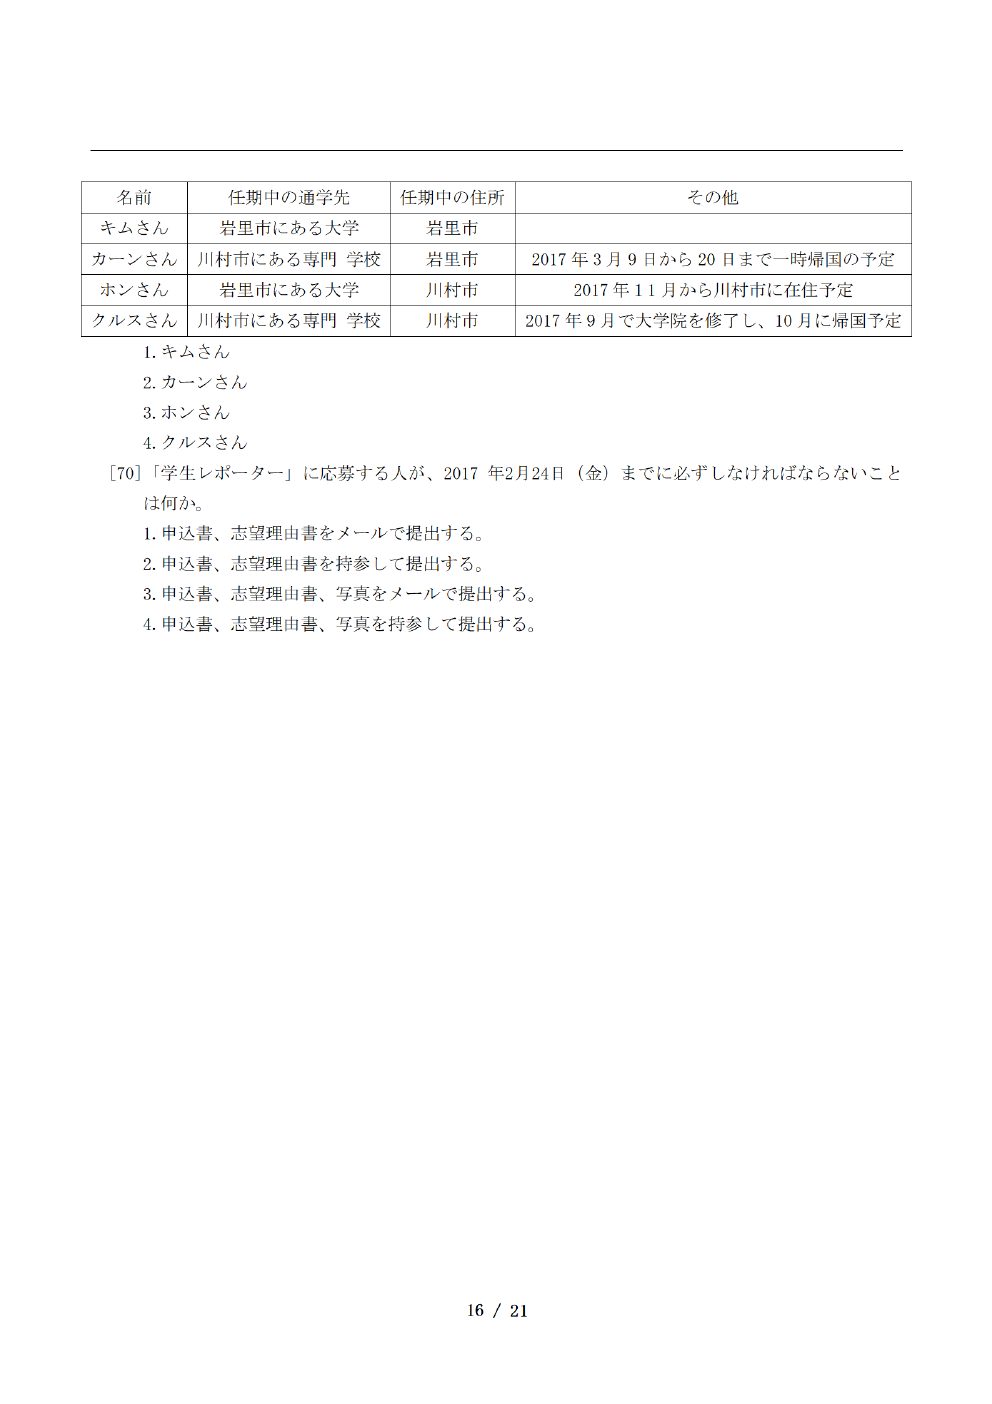 名前 任期中の通学先 任期中の住所 その他
キムさん 岩里市にある大学 岩里市
カーンさん 川村市にある専門 学校 岩里市 2017 年 3 月 9 日から 20 日まで一時帰国の予定
ホンさん 岩里市にある大学 川村市 2017 年 1 1 月から川村市に在住予定
クルスさん 川村市にある専門 学校 川村市 2017 年 9 月で大学院を修了し、10 月に帰国予定
1. キムさん
2. カーンさん
3. ホンさん
4. クルスさん
[70]「学生レポーター」に応募する人が、2017 年2月24日（金）までに必ずしなければならないこと
は何か。
1. 申込書、志望理由書をメールで提出する。
2. 申込書、志望理由書を持参して提出する。
3. 申込書、志望理由書、写真をメールで提出する。
4. 申込書、志望理由書、写真を持参して提出する。
16 / 21